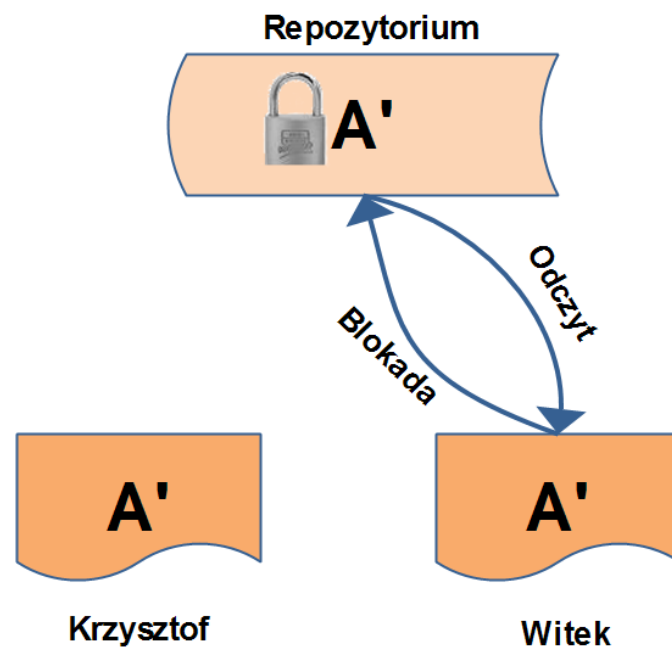 Repozytorium
A'
Odczyt
Blokada
A'
A'
Krzysztof
Witek